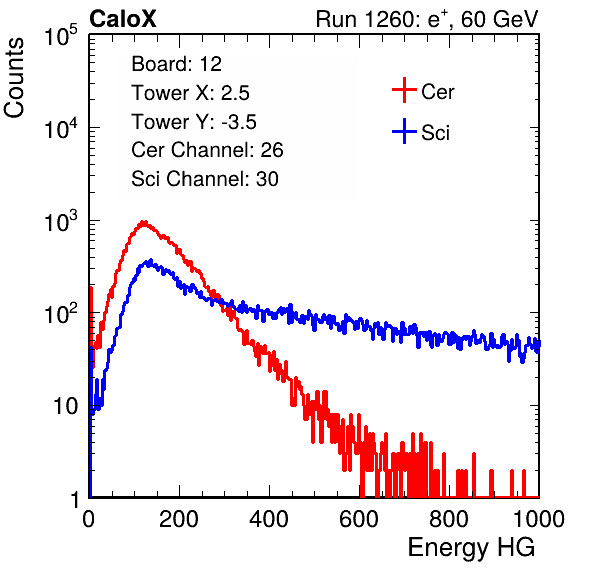 CaloX Run 1260: e⁺, 60 GeV
Counts
Board: 12
Tower X: 2.5
Tower Y: -3.5
Cer Channel: 26
Sci Channel: 30
Cer
Sci
10⁵
10⁴
10³
10²
10
1
0 200 400 600 800 1000
Energy HG